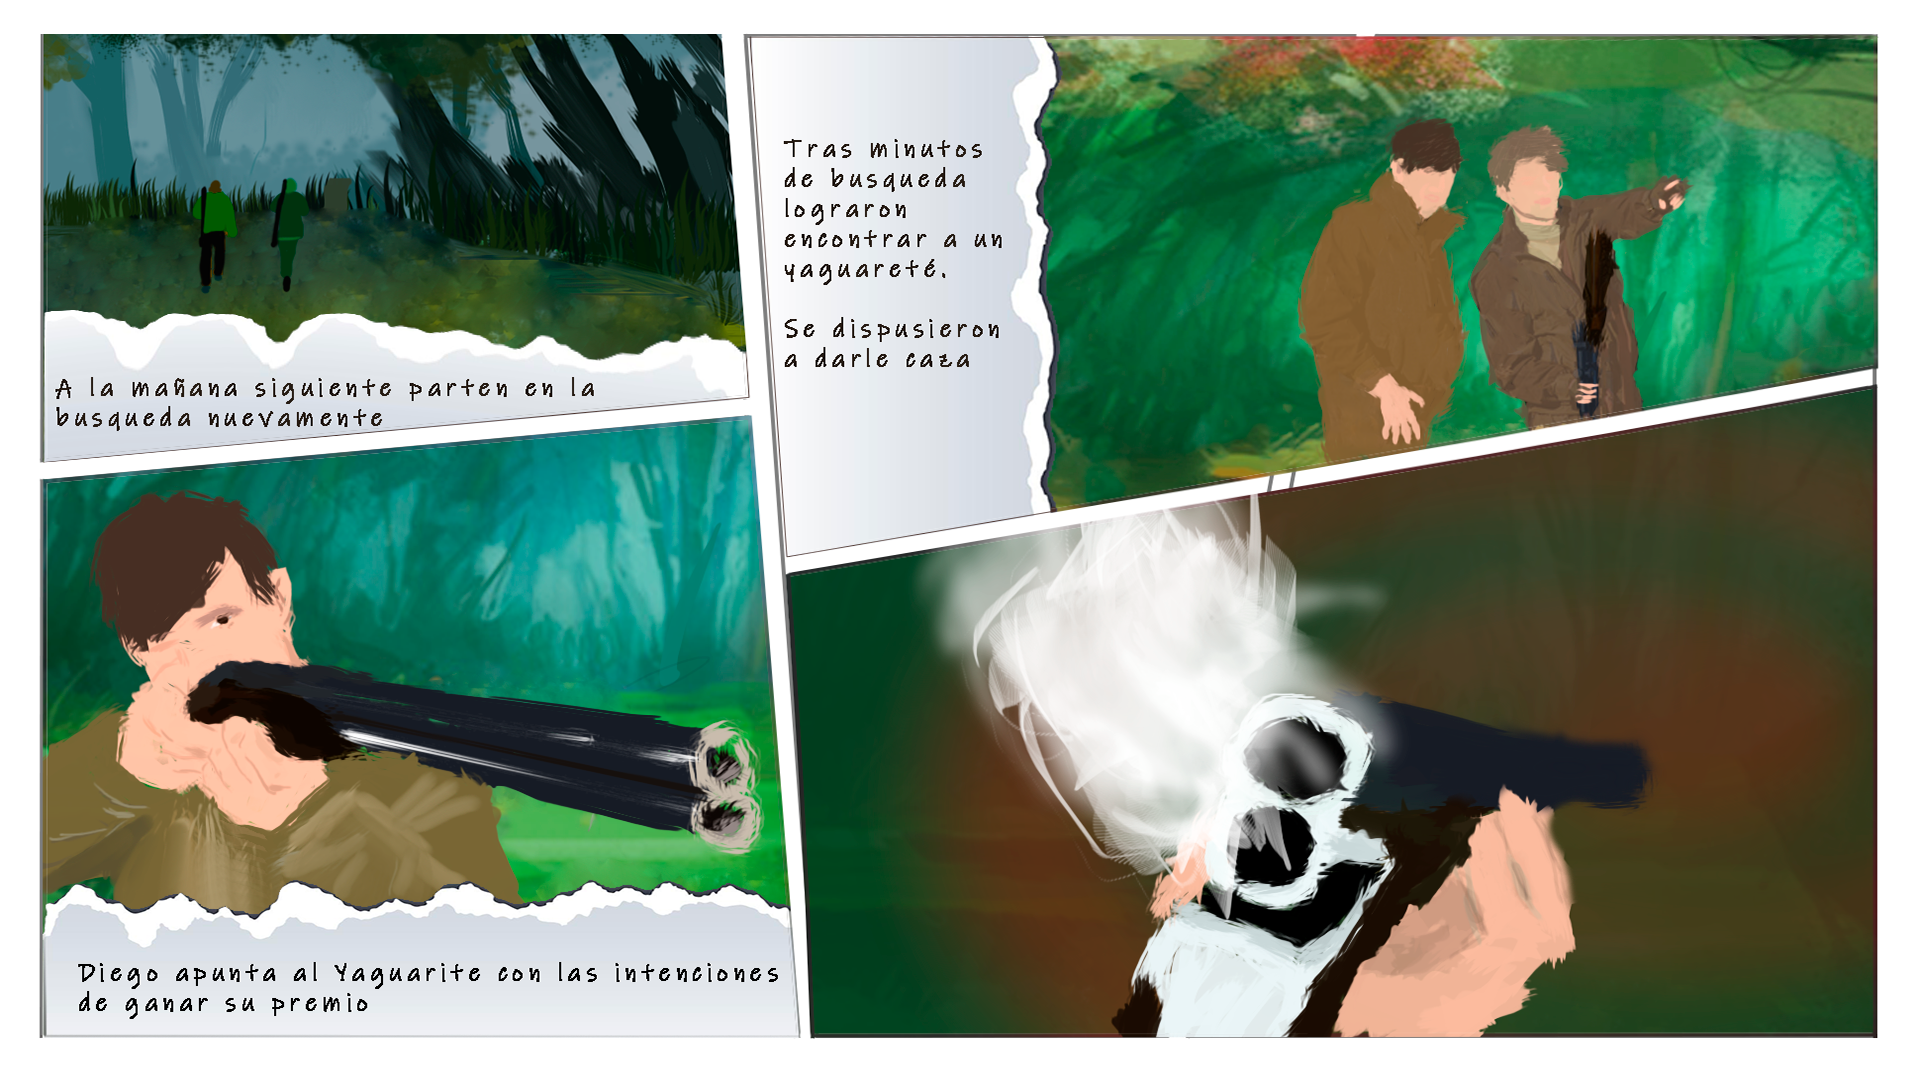 A la mañana siguiente parten en la
busqueda nuevamente
Tras minutos
de busqueda
lograron
encontrar a un
yaguareté.
Se dispusieron
a darle caza
Diego apunta al Yaguarite con las intenciones
de ganar su premio